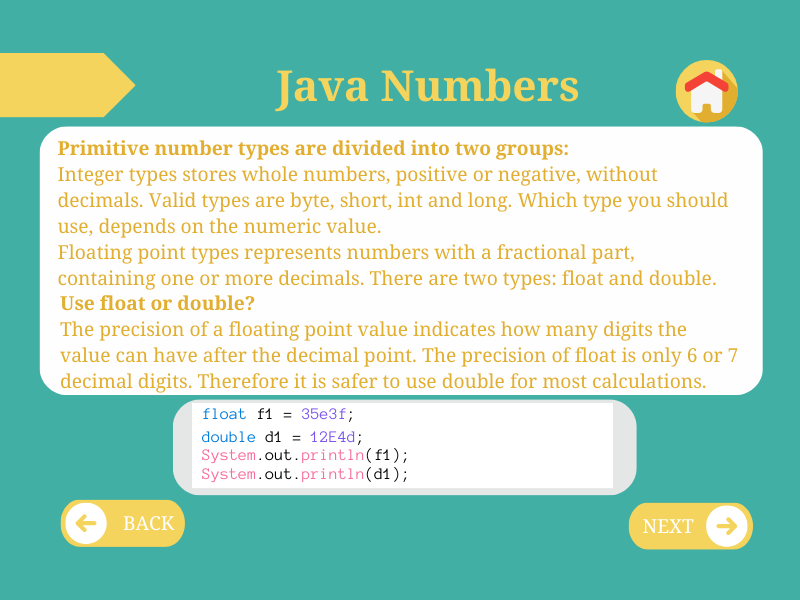 Java Numbers
Primitive number types are divided into two groups:
Integer types stores whole numbers, positive or negative, without
decimals. Valid types are byte, short, int and long. Which type you should
use, depends on the numeric value.
Floating point types represents numbers with a fractional part,
containing one or more decimals. There are two types: float and double.
Use float or double?
The precision of a floating point value indicates how many digits the
value can have after the decimal point. The precision of float is only 6 or 7
decimal digits. Therefore it is safer to use double for most calculations.
float f1 = 35e3f;
double d1 = 12E4d;
System.out.println(f1);
System.out.println(d1);
BACK
NEXT